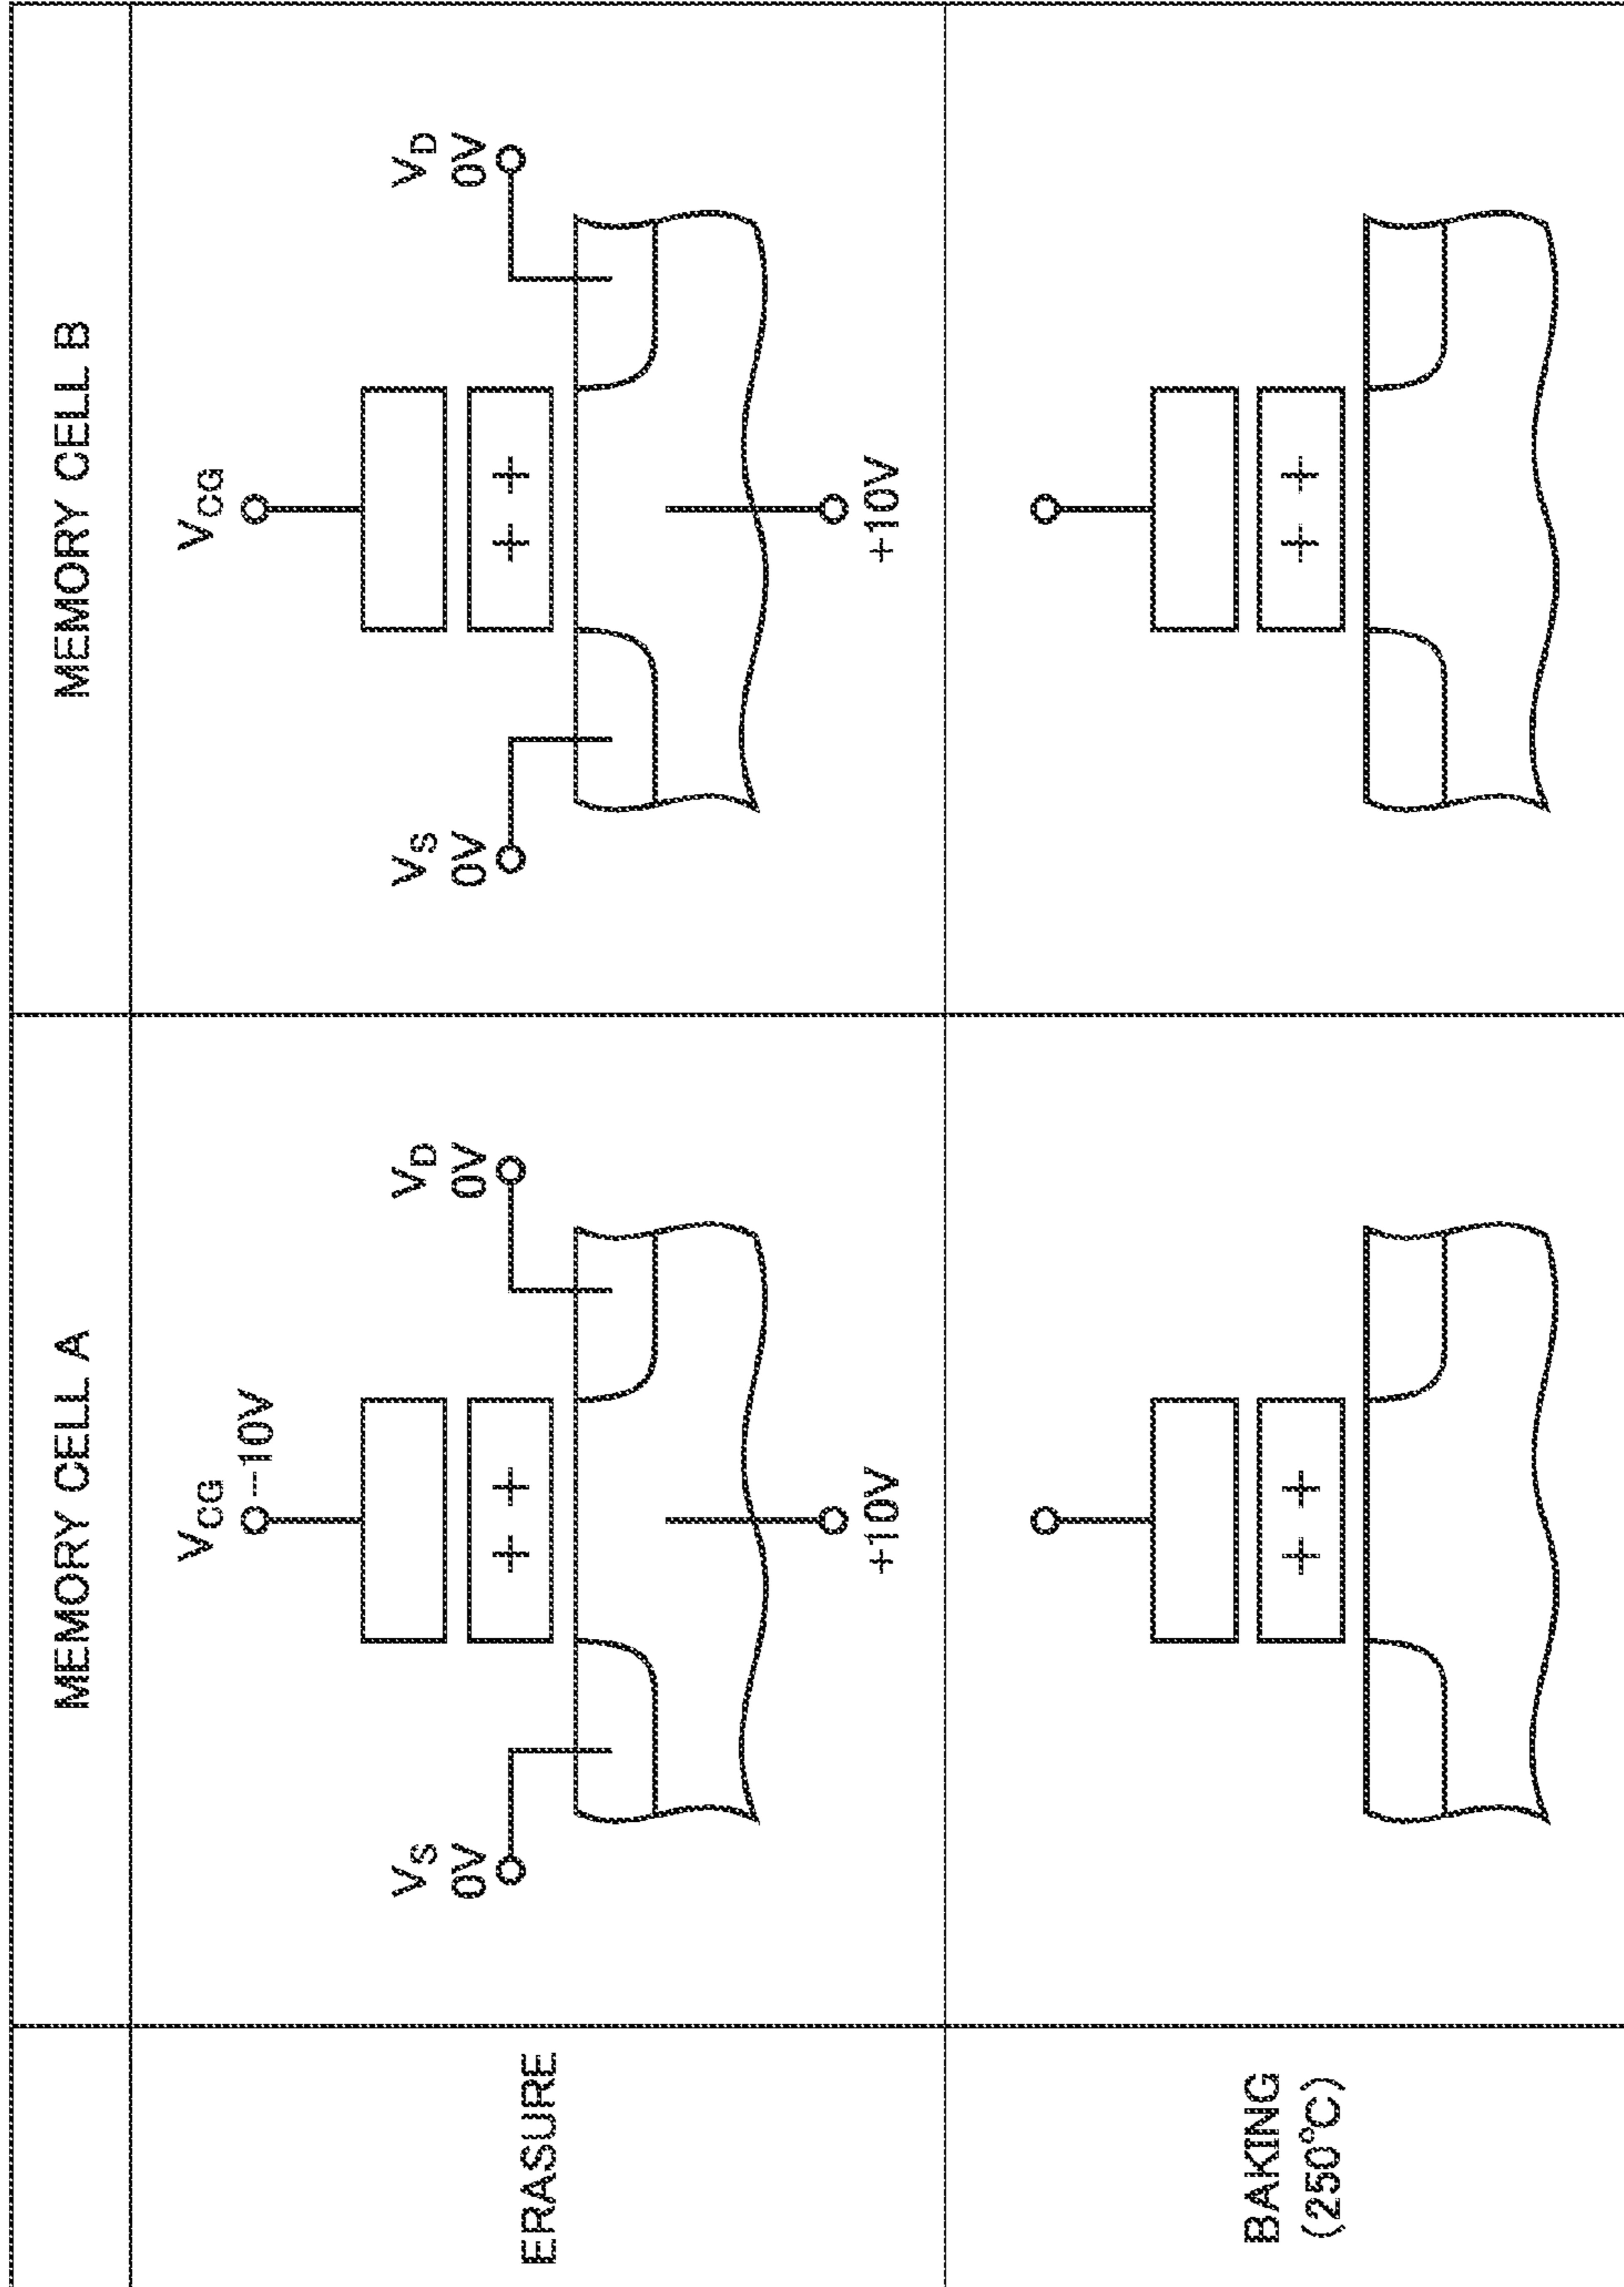 MEMORY CELL A
MEMORY CELL B
ERASURE
VCG
-10V
VS
0V
VD
0V
+ +
+10V
VCG
VS
0V
VD
0V
+ +
+10V
BAKING
(250°C)
+ +
+ +